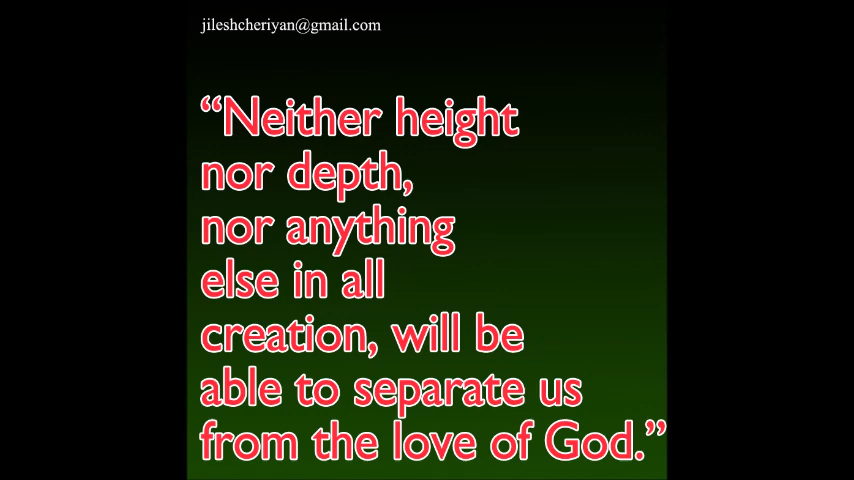 jileshcheriyan@gmail.com
“Neither height
nor depth,
nor anything
else in all
creation, will be
able to separate us
from the love of God.”